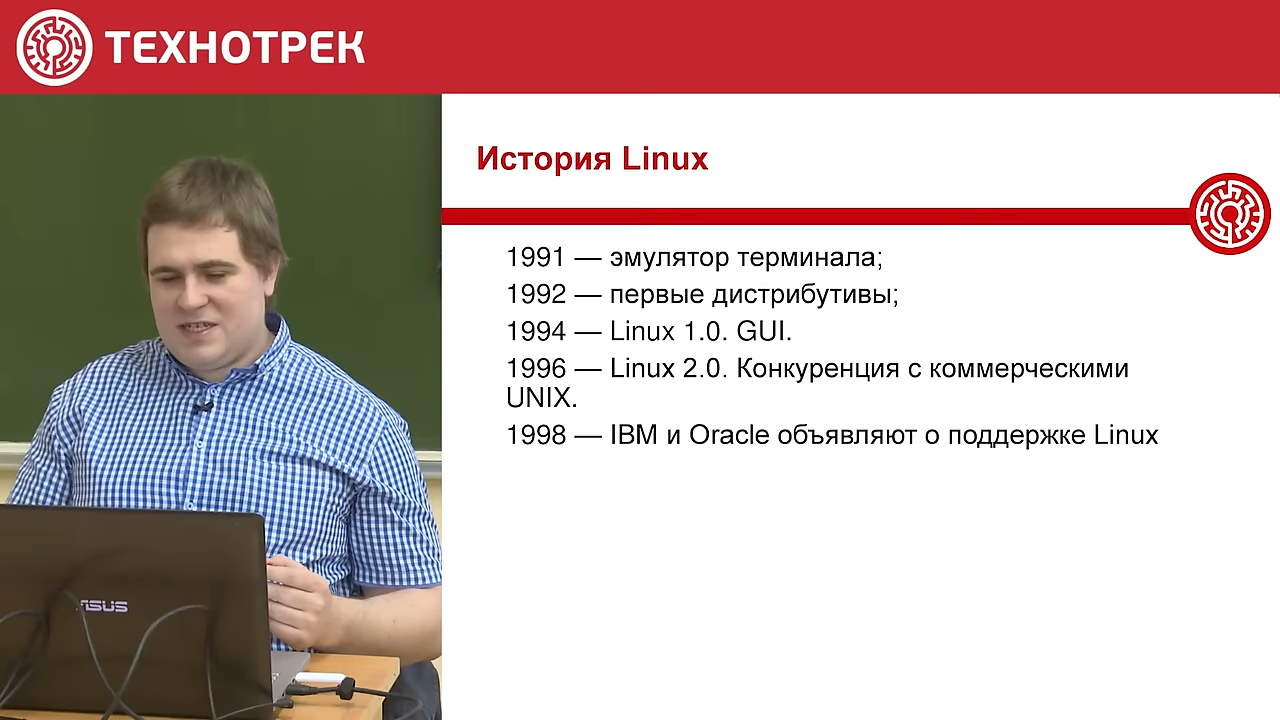 ТЕХНОТРЕК
История Linux
1991 — эмулятор терминала;
1992 — первые дистрибутивы;
1994 — Linux 1.0. GUI.
1996 — Linux 2.0. Конкуренция с коммерческими
UNIX.
1998 — IBM и Oracle объявляют о поддержке Linux
ASUS